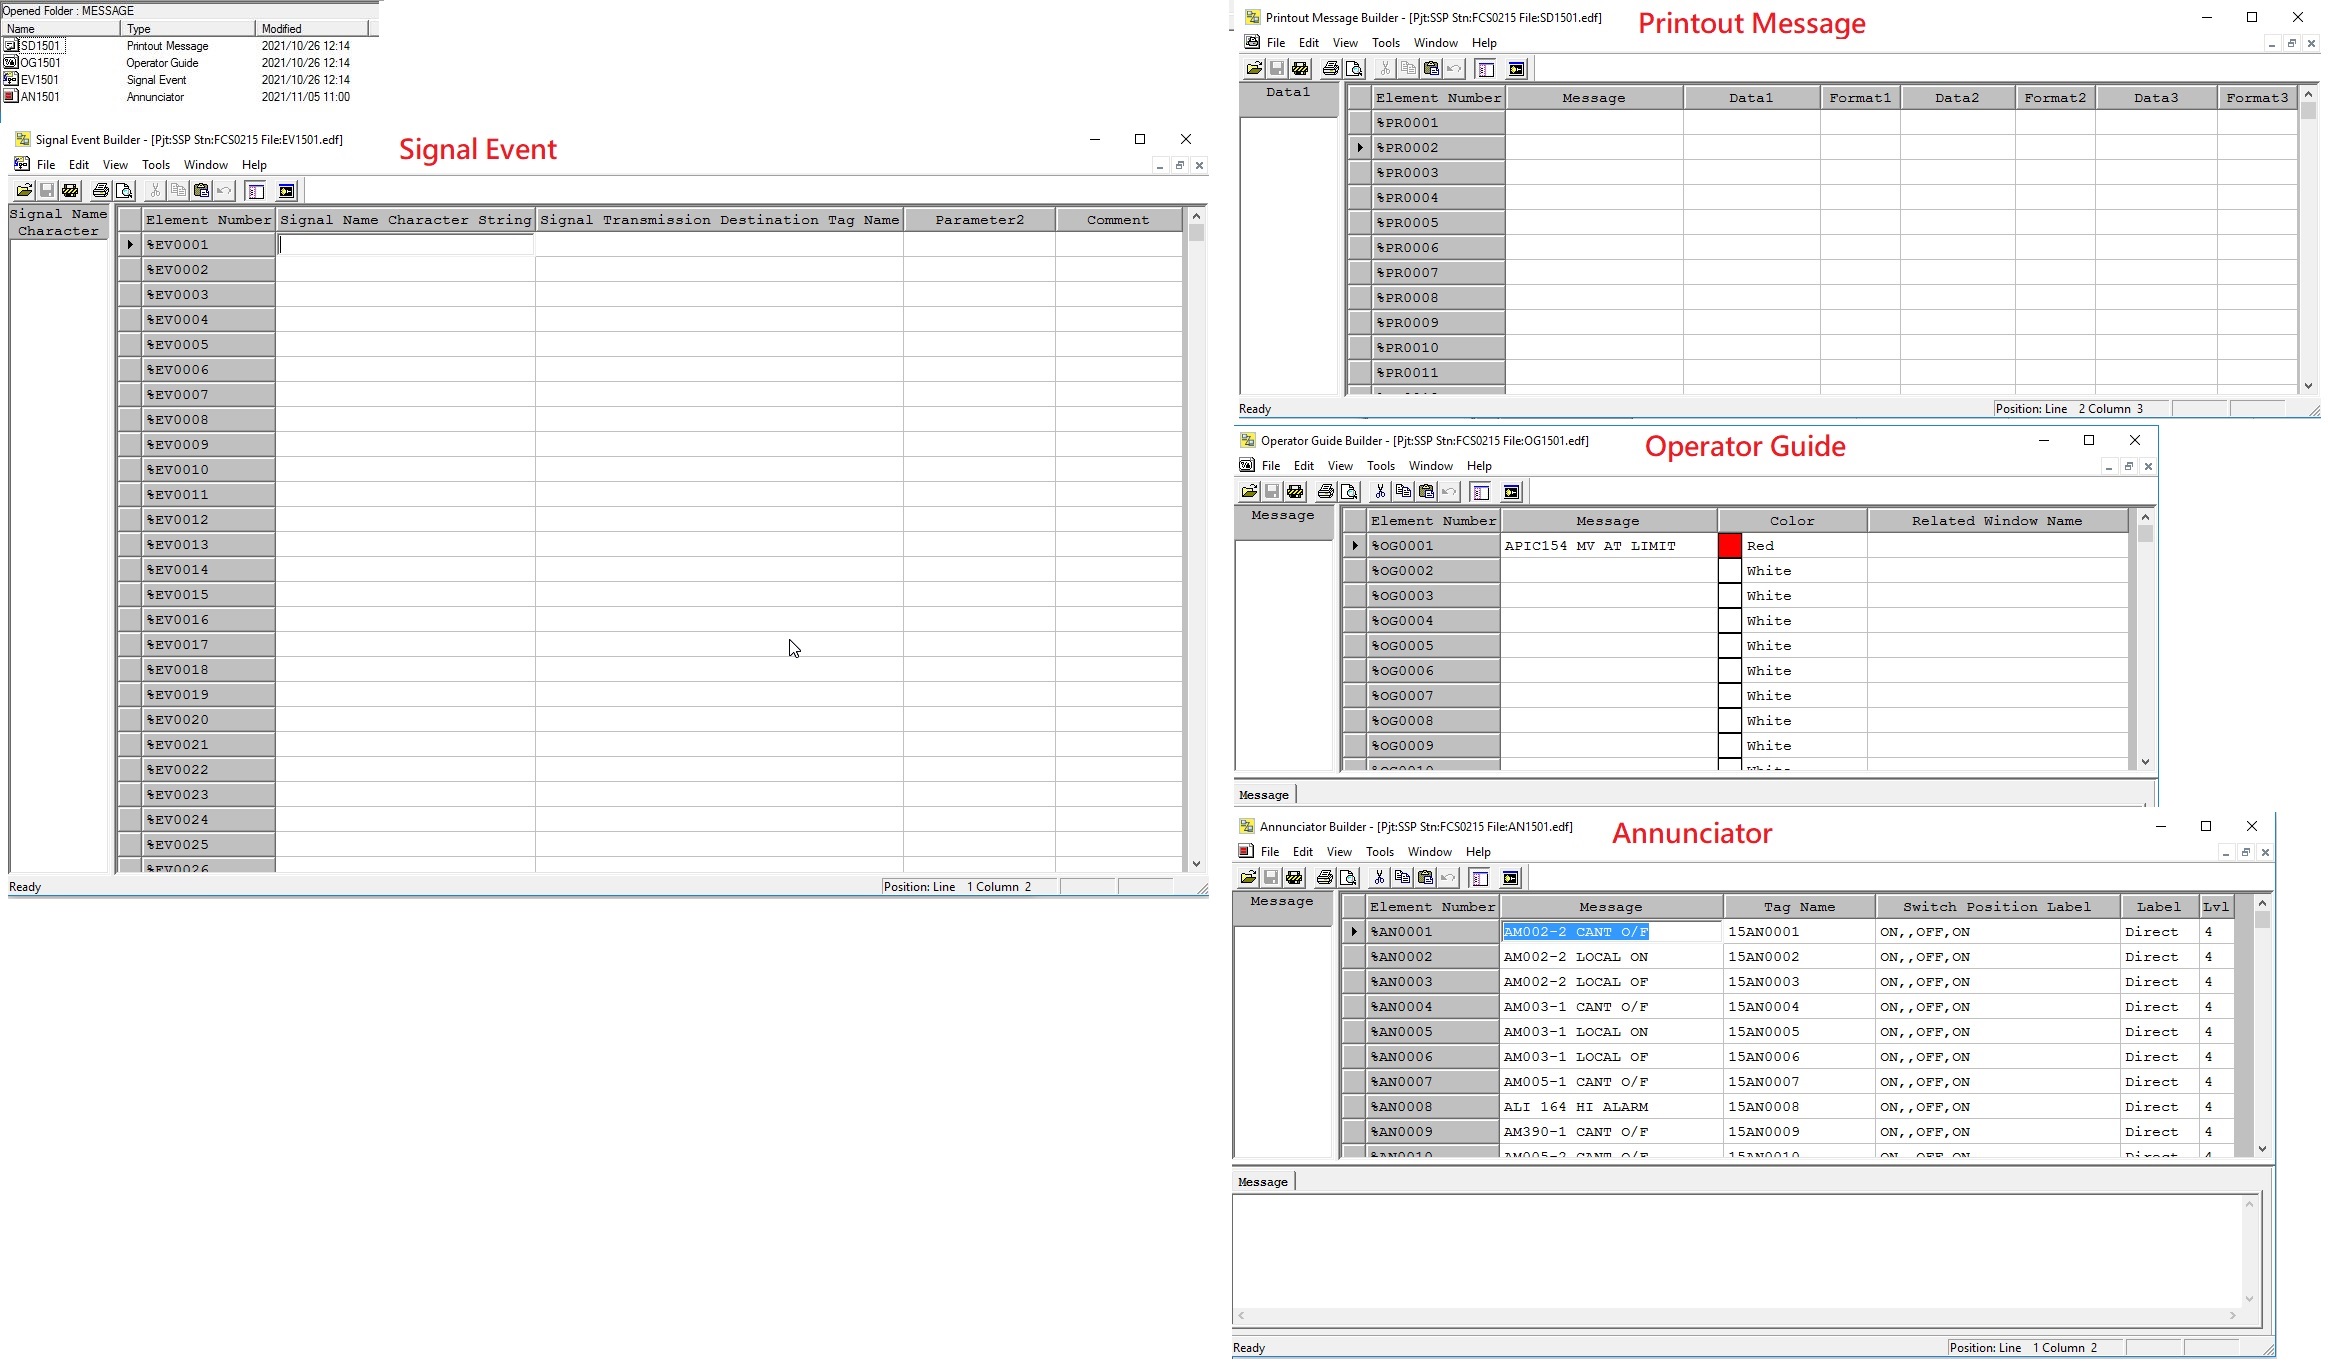 Opened Folder : MESSAGE
Name Type Modified
SD1501 Printout Message 2021/10/26 12:14
OG1501 Operator Guide 2021/10/26 12:14
EV1501 Signal Event 2021/10/26 12:14
AN1501 Annunciator 2021/11/05 11:00
Signal Event Builder - [Pjt:SSP Stn:FCS0215 File:EV1501.edf]
Signal Event
File Edit View Tools Window Help
Signal Name
Character
Element Number Signal Name Character String Signal Transmission Destination Tag Name Parameter2 Comment
%EV0001
%EV0002
%EV0003
%EV0004
%EV0005
%EV0006
%EV0007
%EV0008
%EV0009
%EV0010
%EV0011
%EV0012
%EV0013
%EV0014
%EV0015
%EV0016
%EV0017
%EV0018
%EV0019
%EV0020
%EV0021
%EV0022
%EV0023
%EV0024
%EV0025
%EV0026
Ready Position: Line 1 Column 2
Printout Message Builder - [Pjt:SSP Stn:FCS0215 File:SD1501.edf]
Printout Message
File Edit View Tools Window Help
Data1
Element Number Message Data1 Format1 Data2 Format2 Data3 Format3
%PR0001
%PR0002
%PR0003
%PR0004
%PR0005
%PR0006
%PR0007
%PR0008
%PR0009
%PR0010
%PR0011
Ready Position: Line 2 Column 3
Operator Guide Builder - [Pjt:SSP Stn:FCS0215 File:OG1501.edf]
Operator Guide
File Edit View Tools Window Help
Message
Element Number Message Color Related Window Name
%OG0001 APIC154 MV AT LIMIT Red
%OG0002 White
%OG0003 White
%OG0004 White
%OG0005 White
%OG0006 White
%OG0007 White
%OG0008 White
%OG0009 White
%OG0010 White
Message
Annunciator Builder - [Pjt:SSP Stn:FCS0215 File:AN1501.edf]
Annunciator
File Edit View Tools Window Help
Message
Element Number Message Tag Name Switch Position Label Label Lvl
%AN0001 AM002-2 CANT O/F 15AN0001 ON,,OFF,ON Direct 4
%AN0002 AM002-2 LOCAL ON 15AN0002 ON,,OFF,ON Direct 4
%AN0003 AM002-2 LOCAL OF 15AN0003 ON,,OFF,ON Direct 4
%AN0004 AM003-1 CANT O/F 15AN0004 ON,,OFF,ON Direct 4
%AN0005 AM003-1 LOCAL ON 15AN0005 ON,,OFF,ON Direct 4
%AN0006 AM003-1 LOCAL OF 15AN0006 ON,,OFF,ON Direct 4
%AN0007 AM005-1 CANT O/F 15AN0007 ON,,OFF,ON Direct 4
%AN0008 ALI 164 HI ALARM 15AN0008 ON,,OFF,ON Direct 4
%AN0009 AM390-1 CANT O/F 15AN0009 ON,,OFF,ON Direct 4
%AN0010 AM005-2 CANT O/F 15AN0010 ON,,OFF,ON Direct 4
Message
Ready Position: Line 1 Column 2